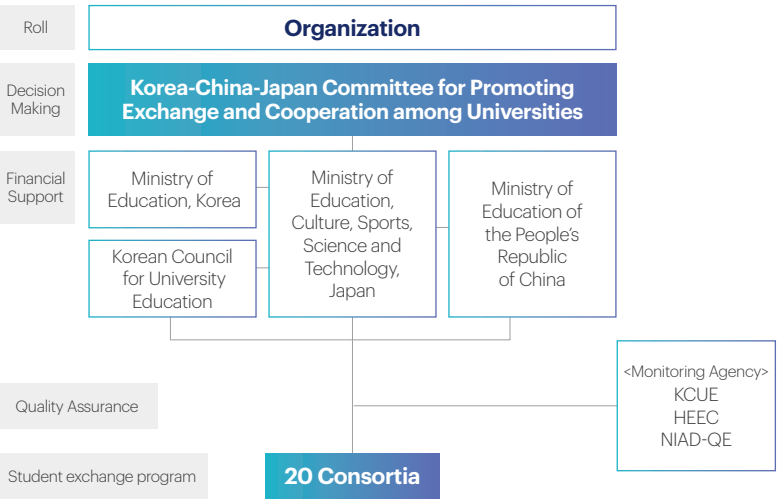 Roll
Organization
Decision
Making
Korea-China-Japan Committee for Promoting
Exchange and Cooperation among Universities
Financial
Support
Ministry of
Education, Korea
Korean Council
for University
Education
Ministry of
Education,
Culture, Sports,
Science and
Technology,
Japan
Ministry of
Education of
the People's
Republic
of China
<Monitoring Agency>
KCUE
HEEC
NIAD-QE
Quality Assurance
Student exchange program
20 Consortia